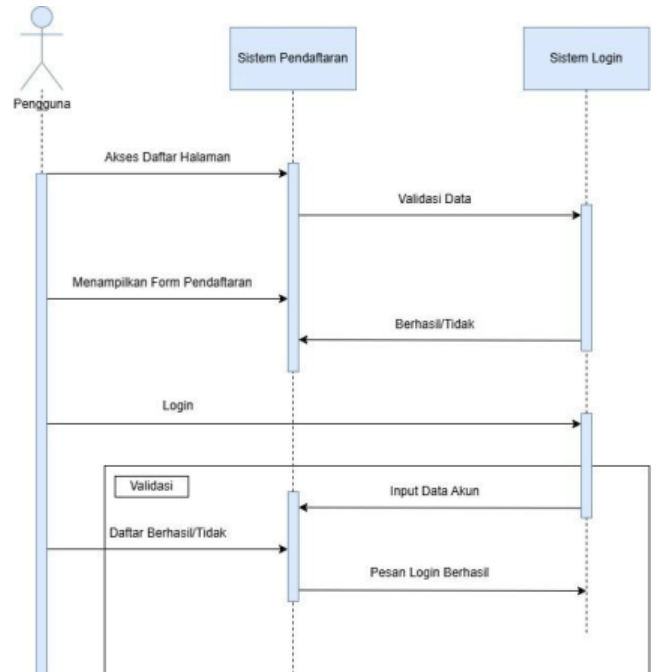 Sistem Pendaftaran
Sistem Login
Pengguna
Akses Daftar Halaman
Validasi Data
Menampilkan Form Pendaftaran
Berhasil/Tidak
Login
Validasi
Input Data Akun
Daftar Berhasil/Tidak
Pesan Login Berhasil